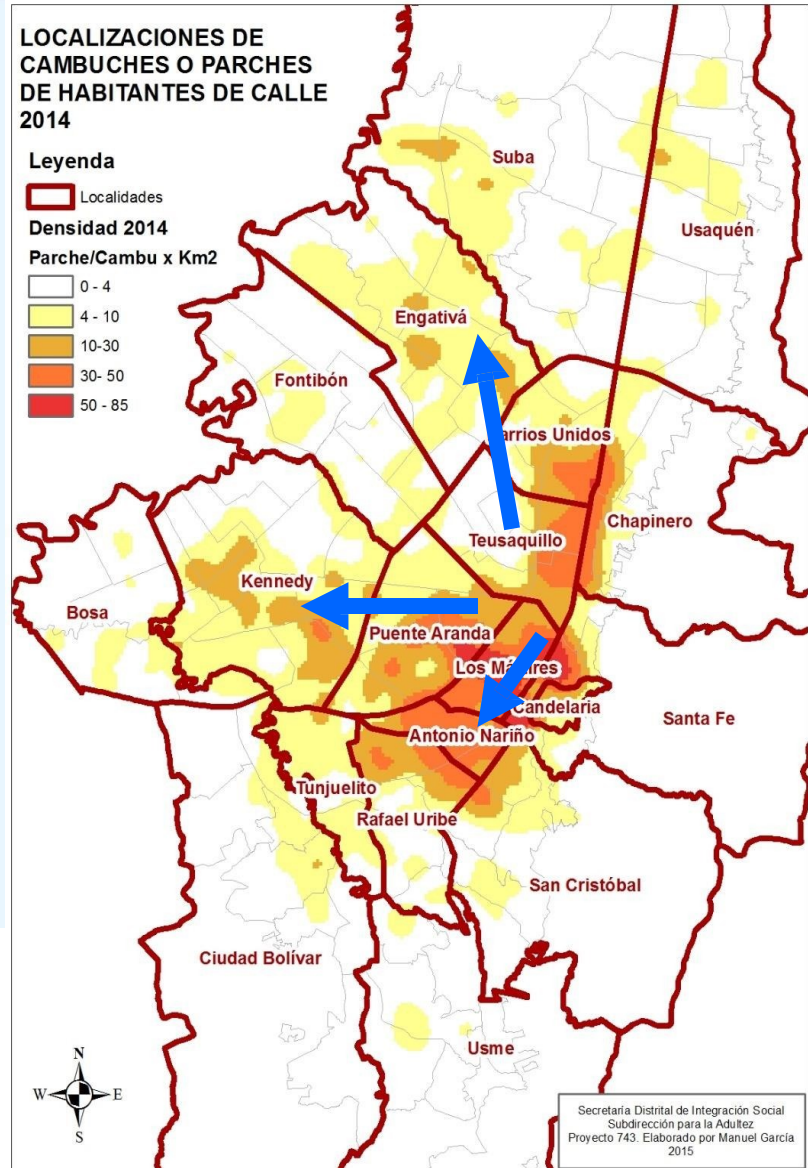 LOCALIZACIONES DE
CAMBUCHES O PARCHES
DE HABITANTES DE CALLE
2014
Leyenda
Localidades
Densidad 2014
Parche/Cambu x Km2
0 - 4
4 - 10
10-30
30- 50
50 - 85
Suba
Usaquén
Engativá
Fontibón
arrios Unidos
Chapinero
Teusaquillo
Kennedy
Bosa
Puente Aranda
Los Má ires
Candelaria
Santa Fe
Antonio Nariño
Tunjuelito
Rafael Uribe
San Cristóbal
Ciudad Bolívar
Usme
N
W E
S
Secretaría Distrital de Integración Social
Subdirección para la Adultez
Proyecto 743. Elaborado por Manuel García
2015